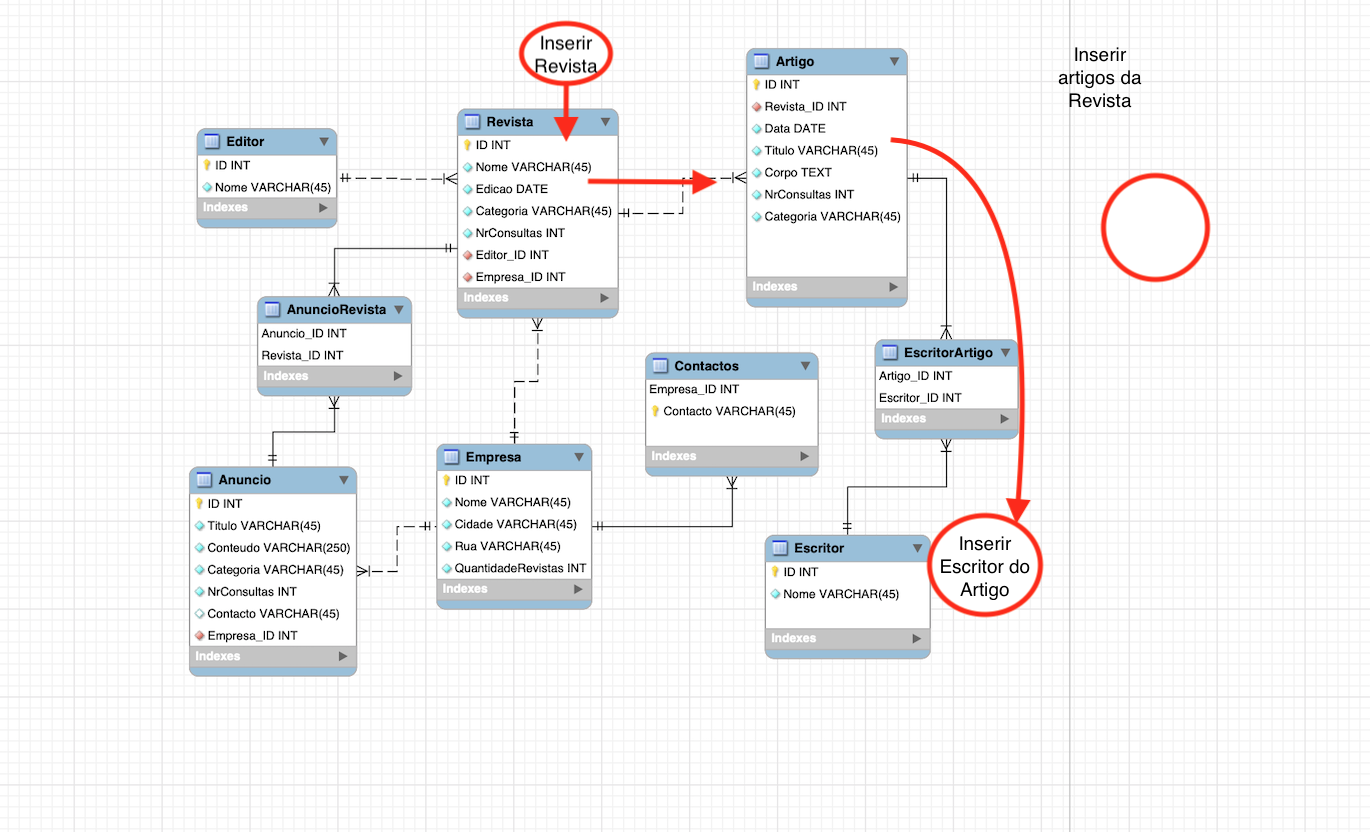 Inserir
Revista
Inserir
artigos da
Revista
Artigo
ID INT
Revista_ID INT
Data DATE
Titulo VARCHAR(45)
Corpo TEXT
NrConsultas INT
Categoria VARCHAR(45)
Indexes
Revista
ID INT
Nome VARCHAR(45)
Edicao DATE
Categoria VARCHAR(45)
NrConsultas INT
Editor_ID INT
Empresa_ID INT
Indexes
Editor
ID INT
Nome VARCHAR(45)
Indexes
AnuncioRevista
Anuncio_ID INT
Revista_ID INT
Indexes
Contactos
Empresa_ID INT
Contacto VARCHAR(45)
Indexes
EscritorArtigo
Artigo_ID INT
Escritor_ID INT
Indexes
Empresa
ID INT
Nome VARCHAR(45)
Cidade VARCHAR(45)
Rua VARCHAR(45)
QuantidadeRevistas INT
Indexes
Anuncio
ID INT
Titulo VARCHAR(45)
Conteudo VARCHAR(250)
Categoria VARCHAR(45)
NrConsultas INT
Contacto VARCHAR(45)
Empresa_ID INT
Indexes
Escritor
ID INT
Nome VARCHAR(45)
Indexes
Inserir
Escritor do
Artigo